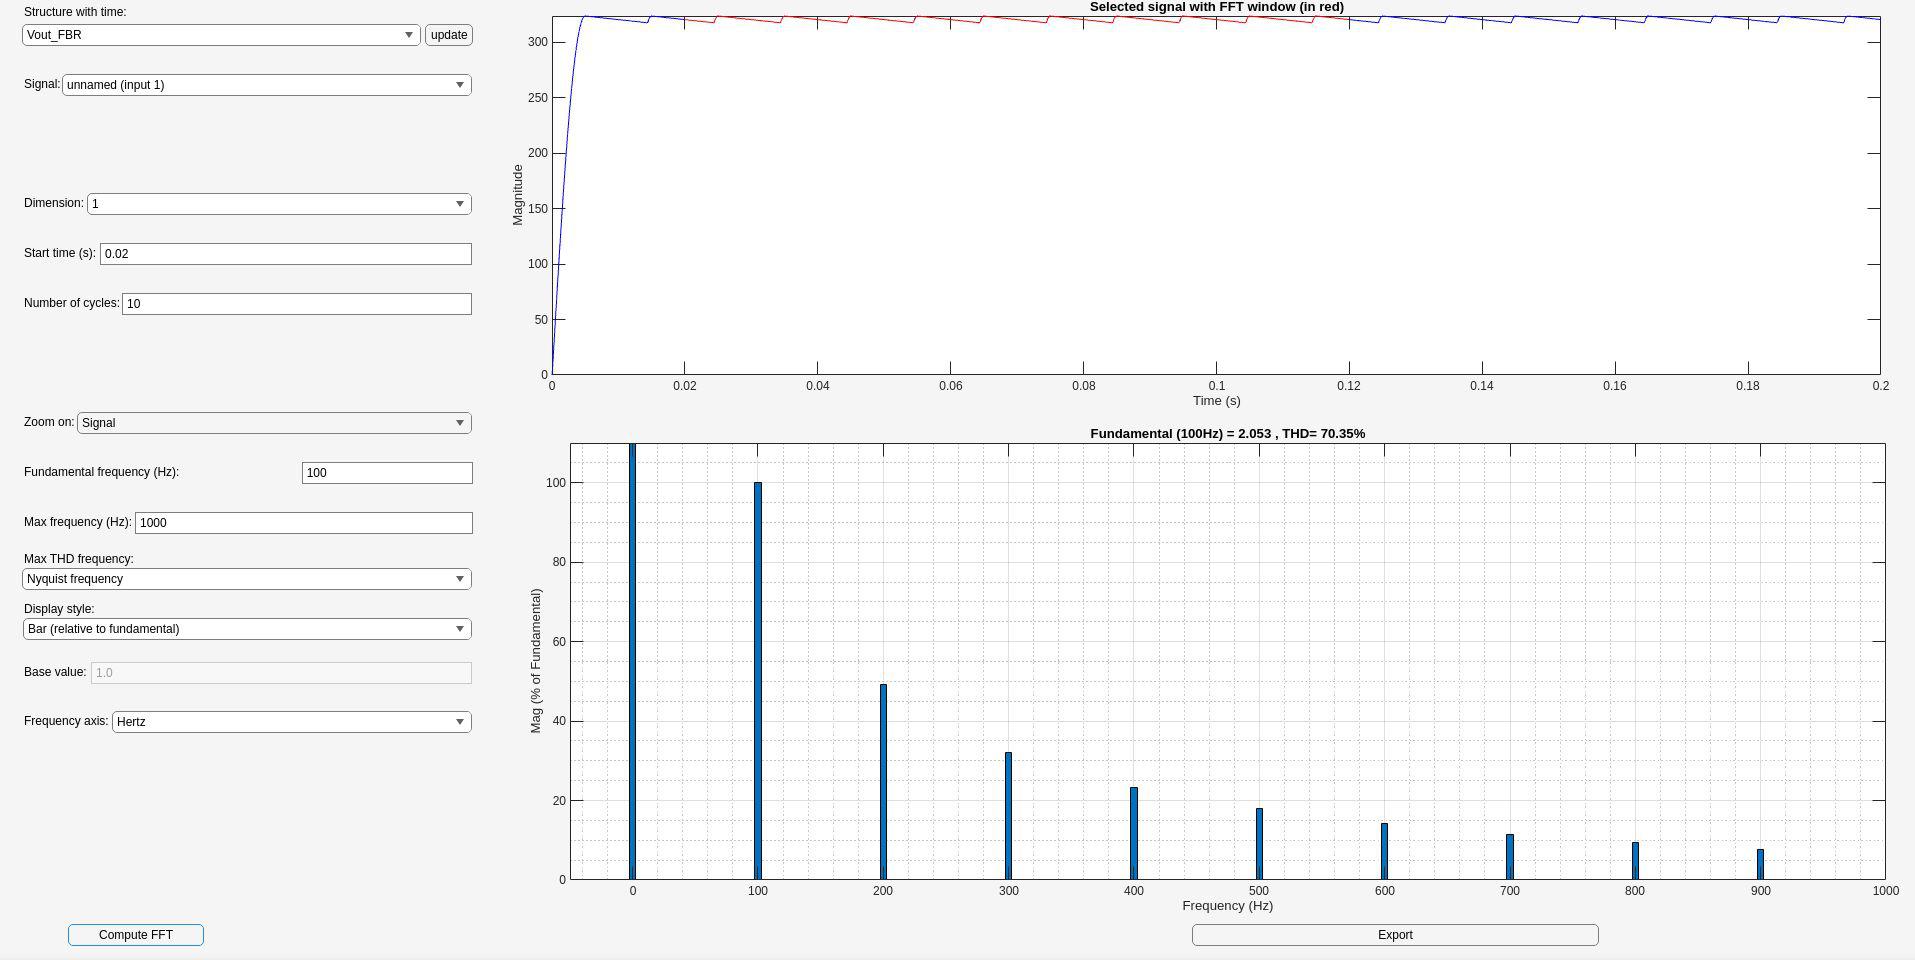 Structure with time:
Vout_FBR
update
Signal:
unnamed (input 1)
Dimension:
1
Start time (s):
0.02
Number of cycles:
10
Zoom on:
Signal
Fundamental frequency (Hz):
100
Max frequency (Hz):
1000
Max THD frequency:
Nyquist frequency
Display style:
Bar (relative to fundamental)
Base value:
1.0
Frequency axis:
Hertz
Compute FFT
Selected signal with FFT window (in red)
Magnitude
300
250
200
150
100
50
0
0 0.02 0.04 0.06 0.08 0.1 0.12 0.14 0.16 0.18 0.2
Time (s)
Fundamental (100Hz) = 2.053 , THD= 70.35%
Mag (% of Fundamental)
100
80
60
40
20
0
0 100 200 300 400 500 600 700 800 900 1000
Frequency (Hz)
Export